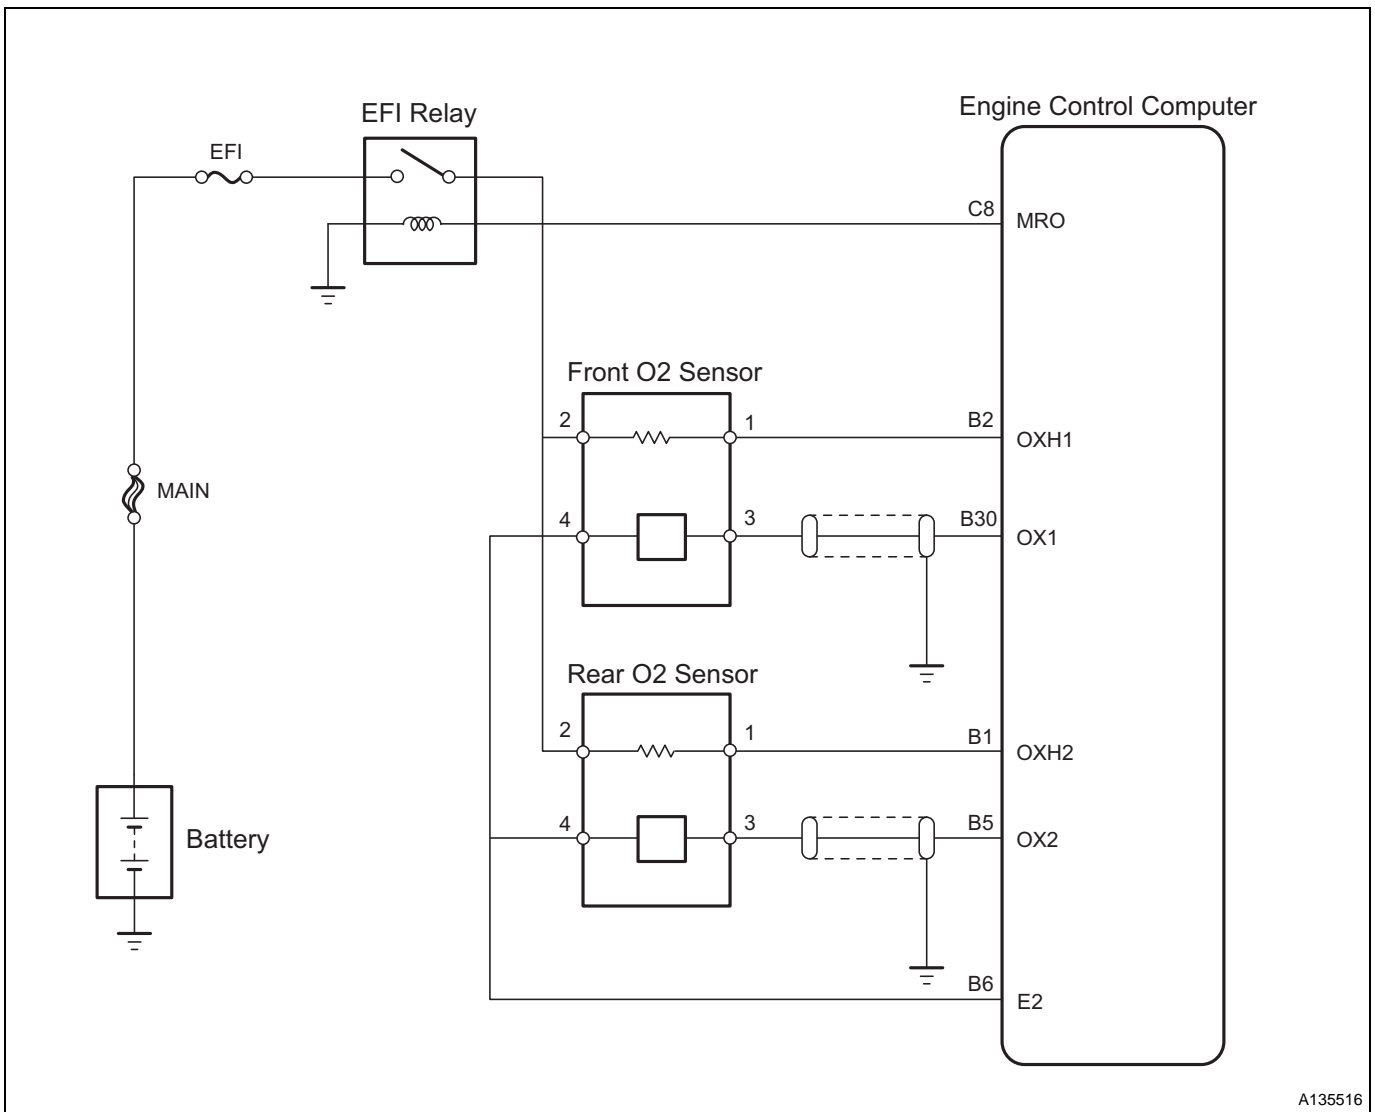 Engine Control Computer
EFI Relay
EFI
C8
MRO
Front O2 Sensor
2
1
B2
OXH1
MAIN
4
3
B30
OX1
Rear O2 Sensor
2
1
B1
OXH2
Battery
4
3
B5
OX2
B6
E2
A135516